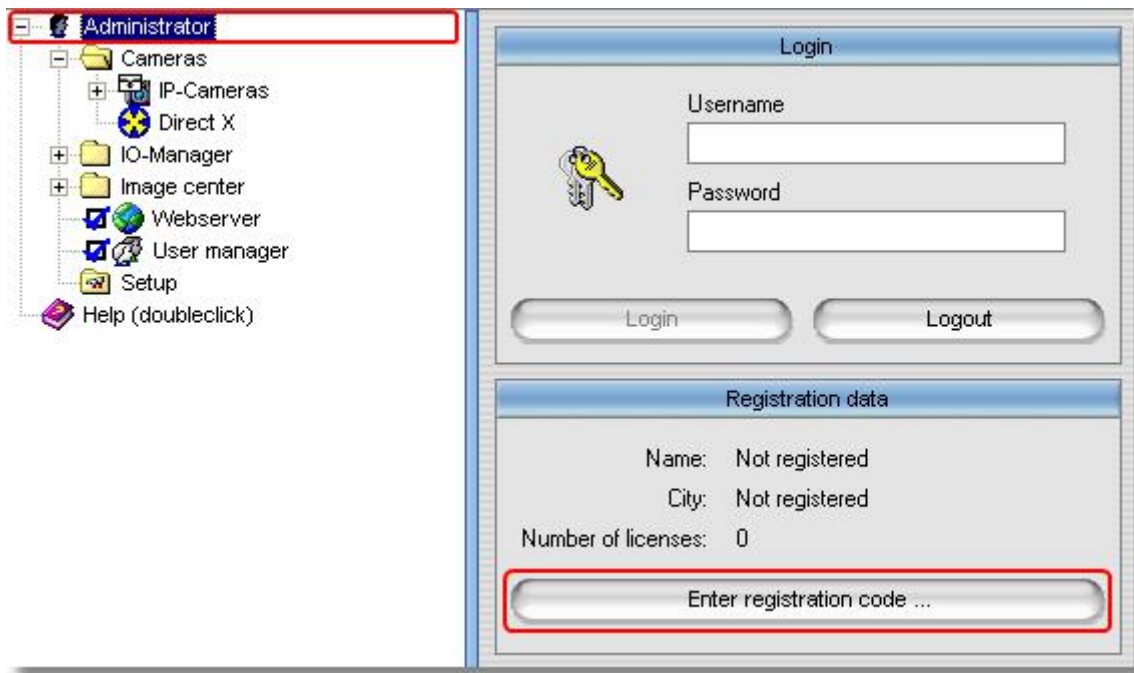 Administrator
Cameras
IP-Cameras
Direct X
IO-Manager
Image center
Webserver
User manager
Setup
Help (doubleclick)
Login
Username
Password
Login
Logout
Registration data
Name: Not registered
City: Not registered
Number of licenses: 0
Enter registration code ...